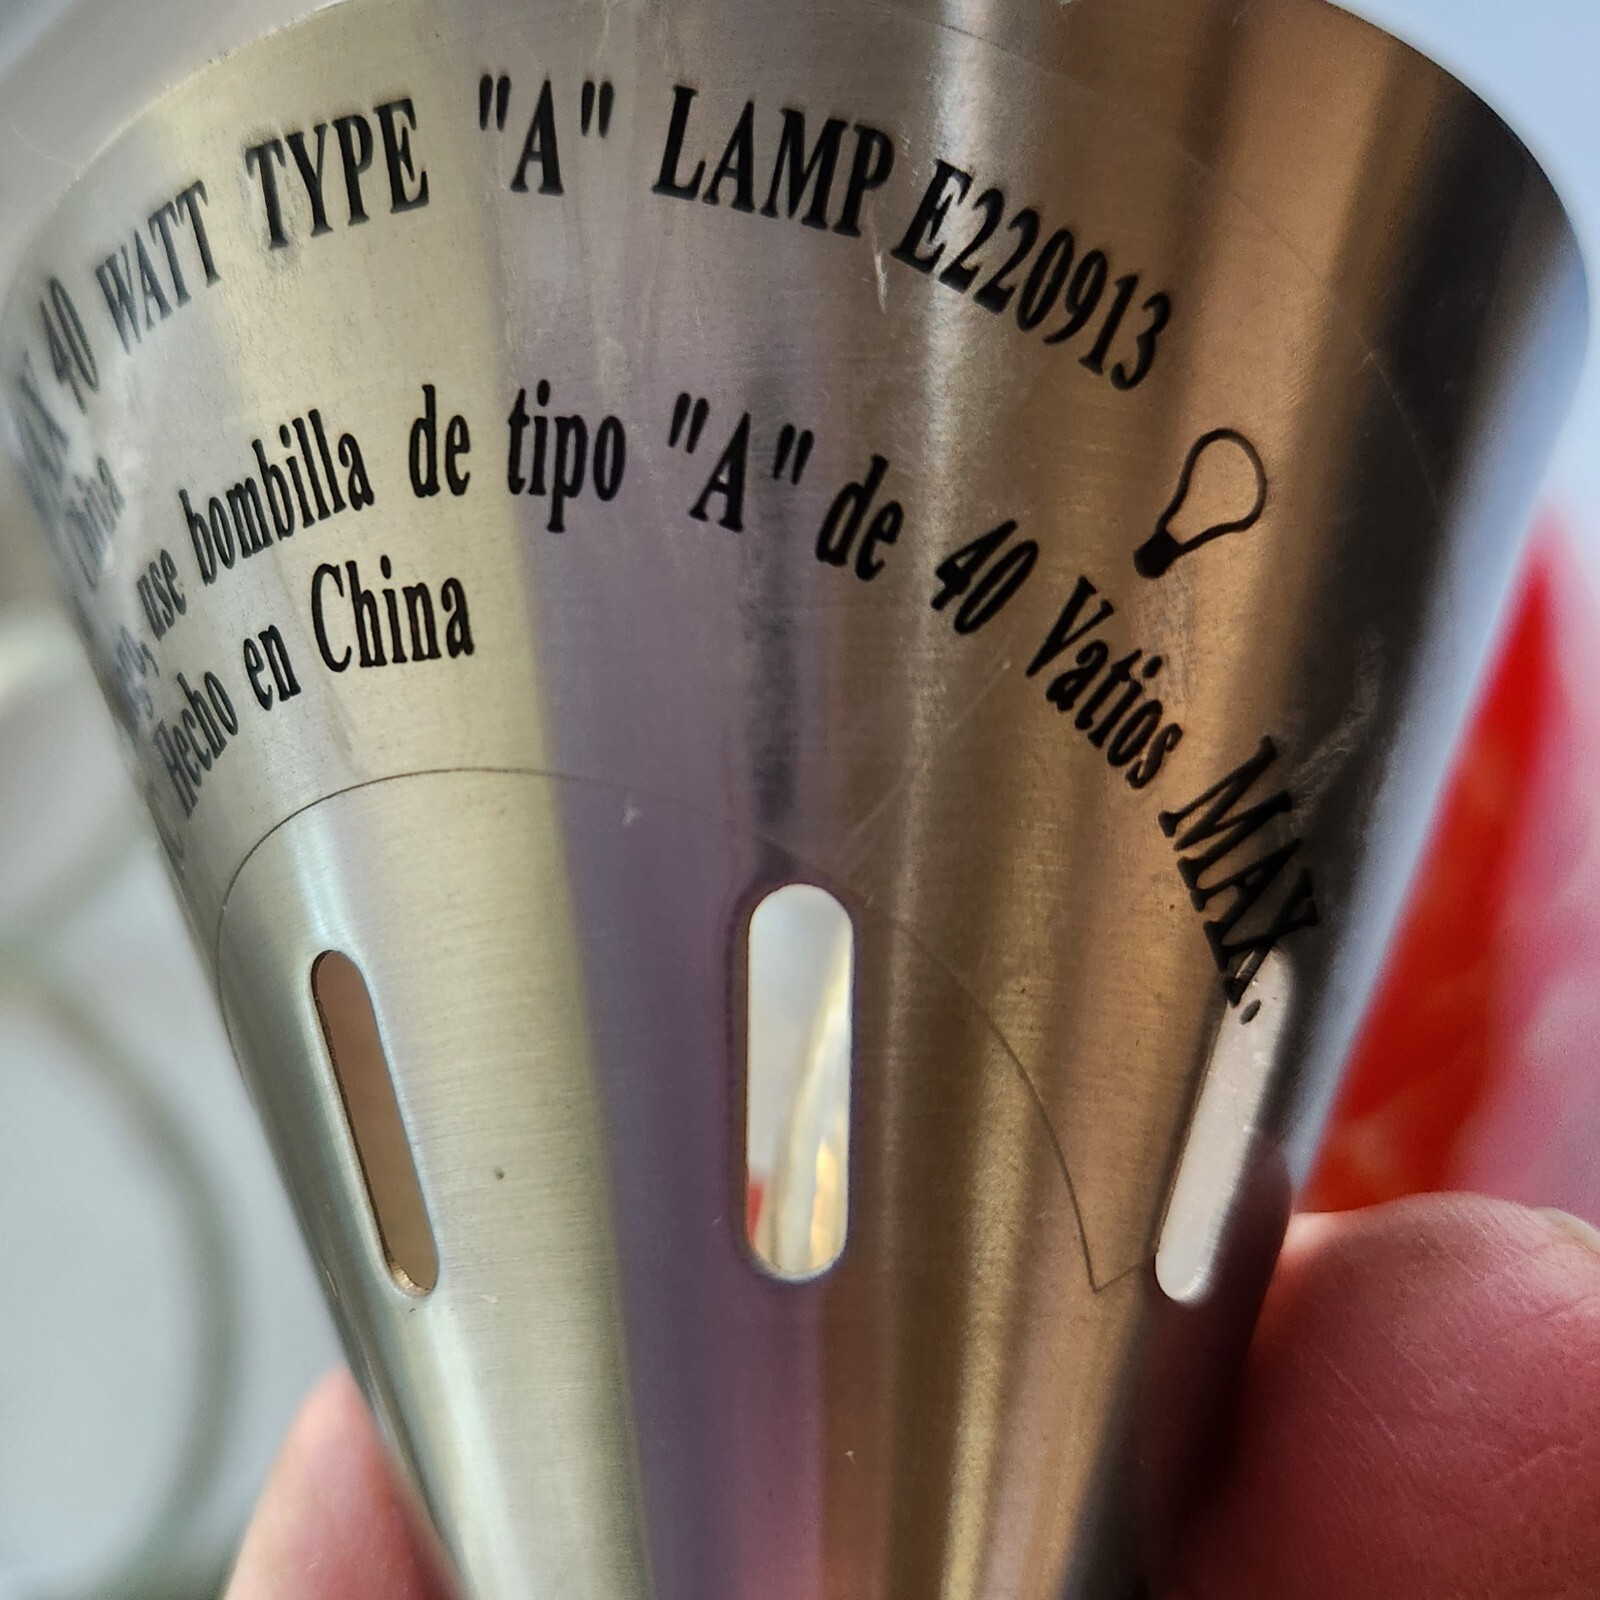 40 WATT TYPE "A" LAMP E220913
China
use bombilla de tipo "A" de 40 Vatios MAX.
Hecho en China